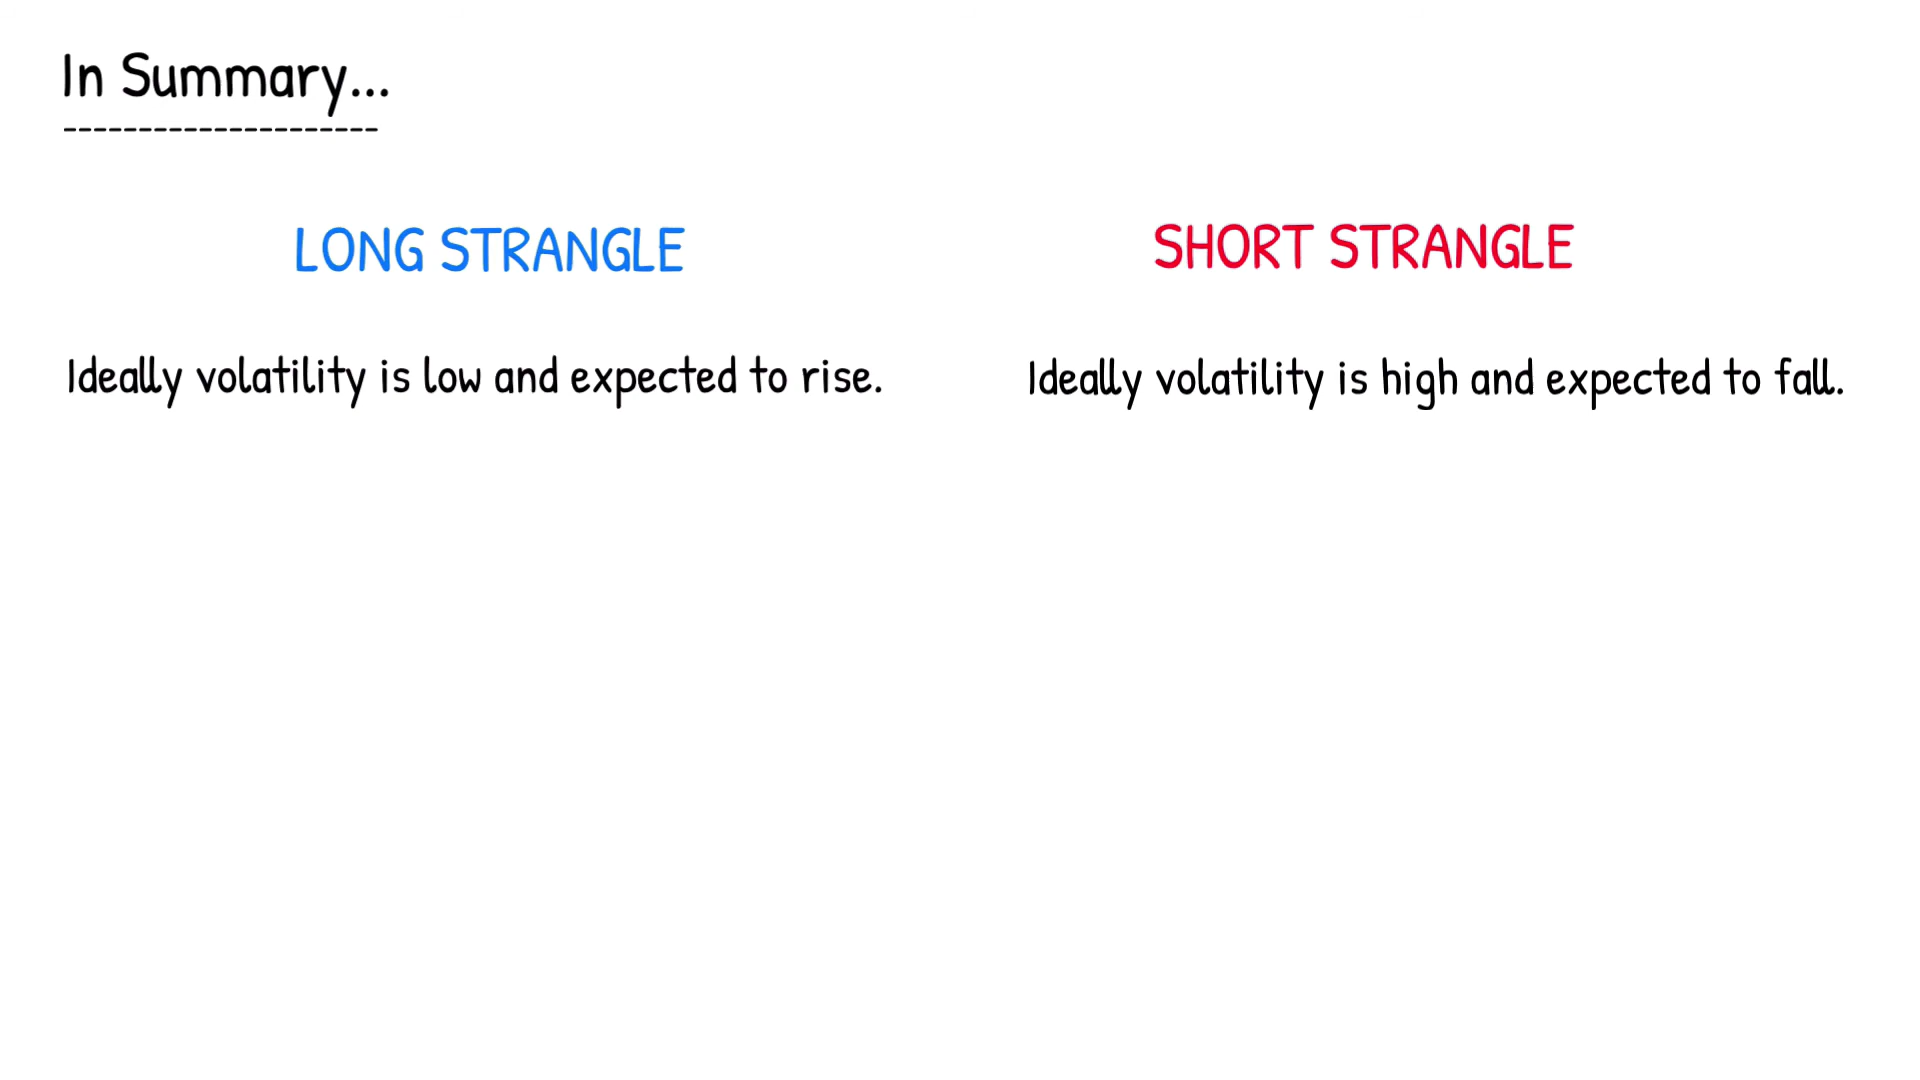 In Summary...
---------------------
LONG STRANGLE
SHORT STRANGLE
Ideally volatility is low and expected to rise.
Ideally volatility is high and expected to fall.